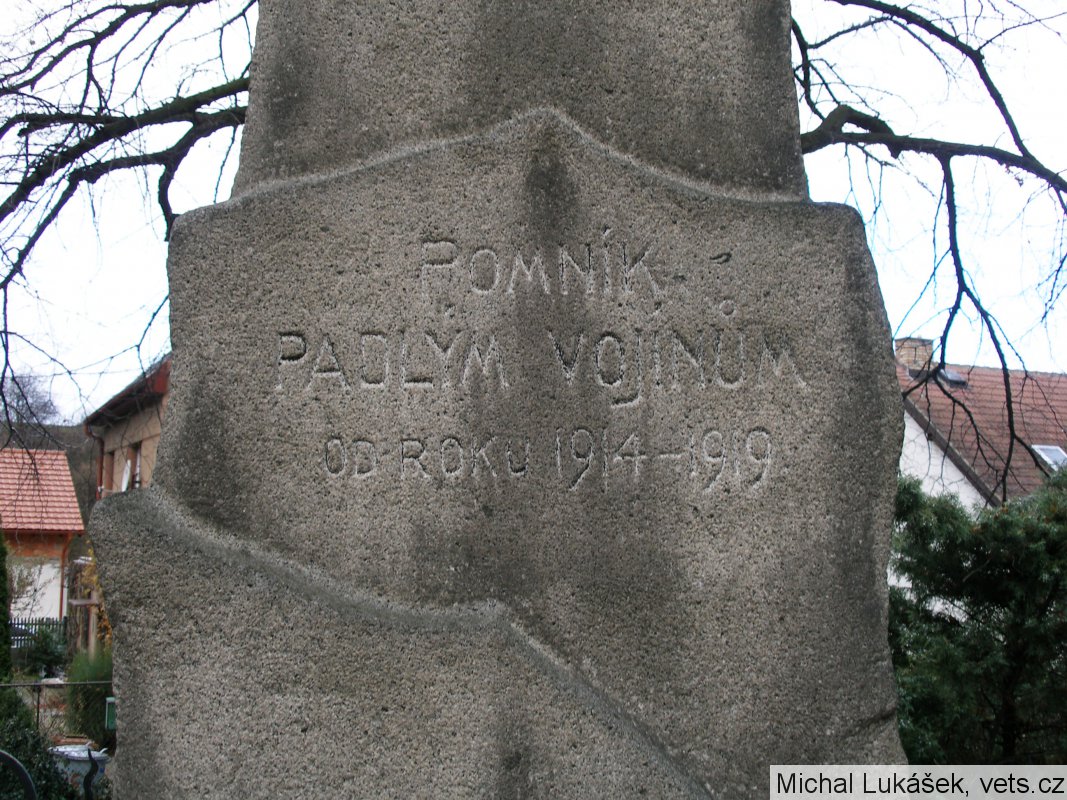 POMNÍK
PADLÝM VOJÍNŮM
OD ROKU 1914-1919
Michal Lukášek, vets.cz